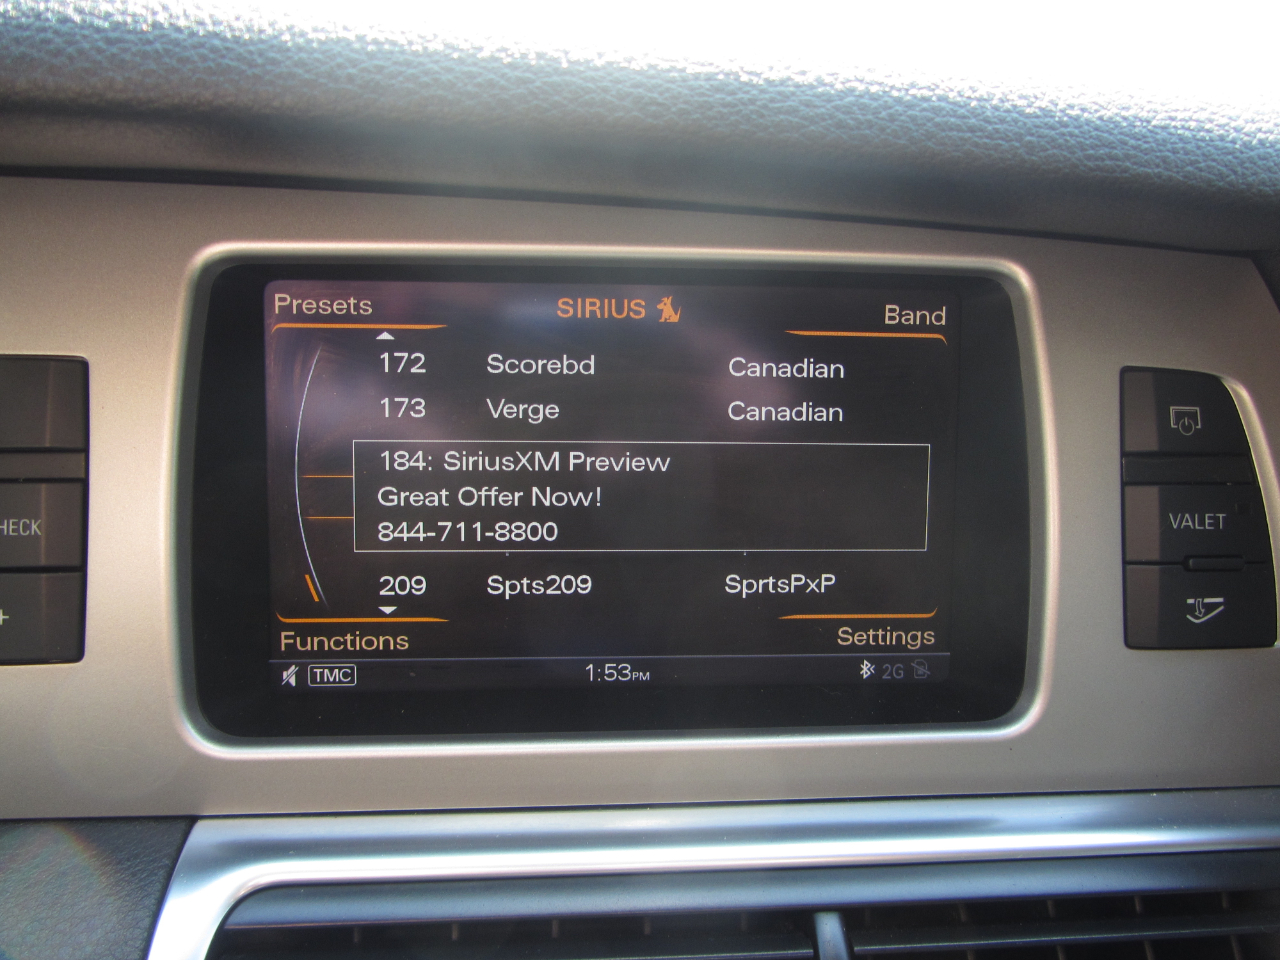 Presets SIRIUS Band
172 Scorebd Canadian
173 Verge Canadian
184: SiriusXM Preview
Great Offer Now!
844-711-8800
209 Spts209 SprtsPxP
Functions Settings
TMC 1:53PM 2G
HECK
+
VALET